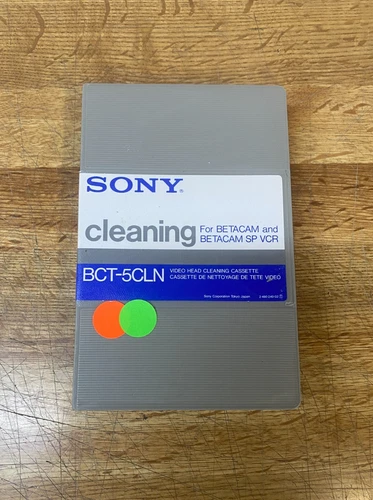 SONY®
cleaning
For BETACAM and
BETACAM SP VCR
BCT-5CLN
VIDEO HEAD CLEANING CASSETTE
CASSETTE DE NETTOYAGE DE TETE VIDEO
Sony Corporation Tokyo Japan